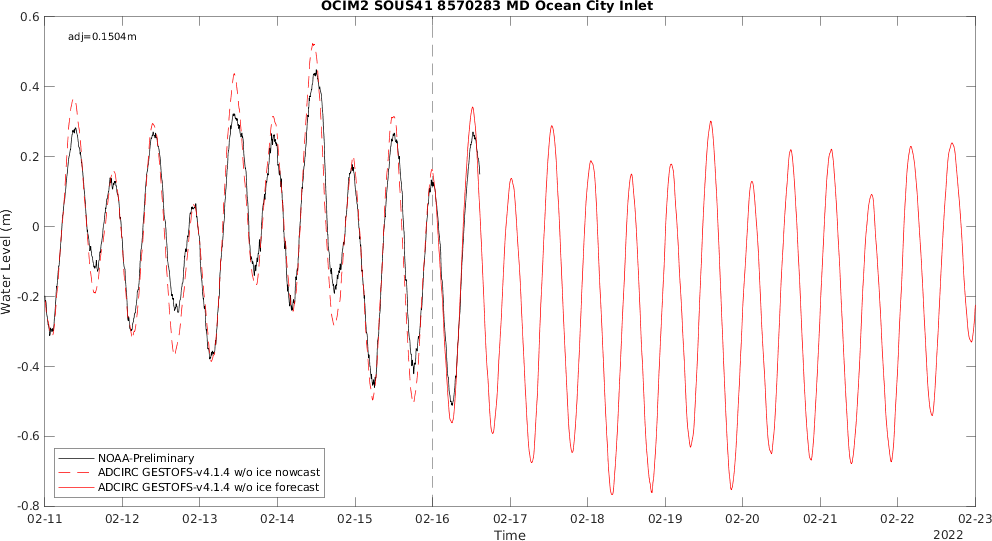 OCIM2 SOUS41 8570283 MD Ocean City Inlet
adj=0.1504m
0.6
0.4
0.2
0
-0.2
-0.4
-0.6
-0.8
Water Level (m)
NOAA-Preliminary
ADCIRC GESTOFS-v4.1.4 w/o ice nowcast
ADCIRC GESTOFS-v4.1.4 w/o ice forecast
02-11 02-12 02-13 02-14 02-15 02-16 02-17 02-18 02-19 02-20 02-21 02-22 02-23
Time
2022